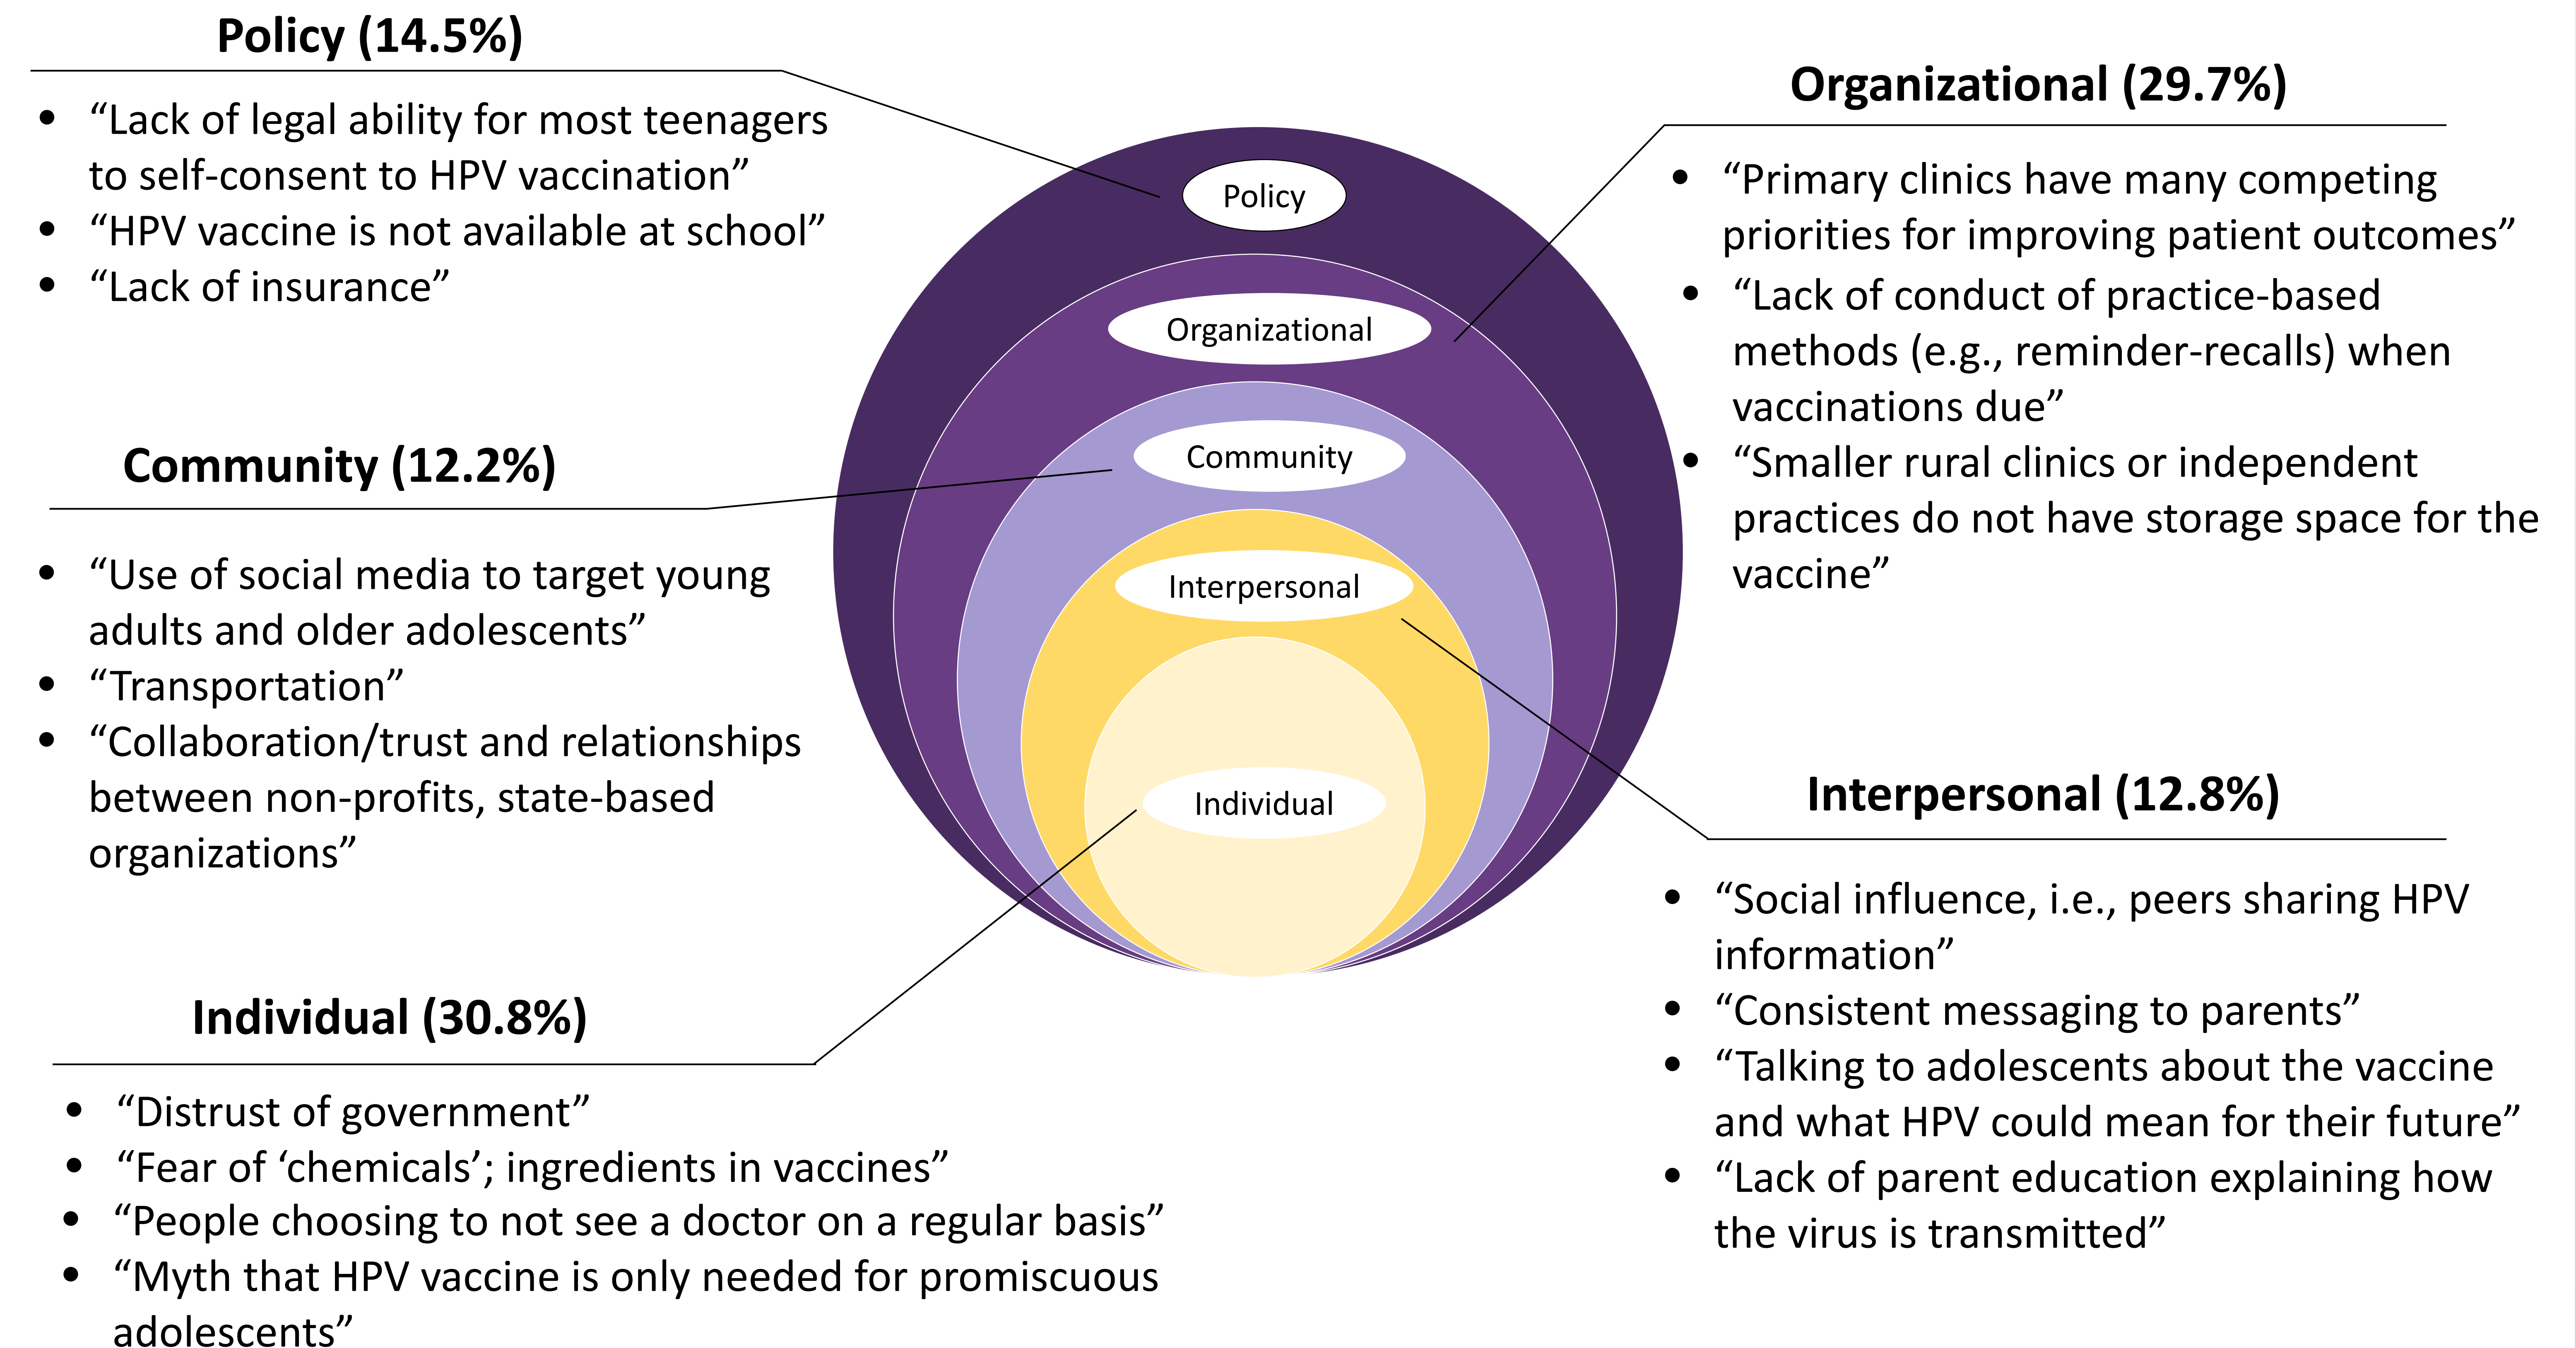 Policy (14.5%)
• “Lack of legal ability for most teenagers
to self-consent to HPV vaccination”
• “HPV vaccine is not available at school”
• “Lack of insurance”
Community (12.2%)
• “Use of social media to target young
adults and older adolescents”
• “Transportation”
• “Collaboration/trust and relationships
between non-profits, state-based
organizations”
Individual (30.8%)
• “Distrust of government”
• “Fear of ‘chemicals’; ingredients in vaccines”
• “People choosing to not see a doctor on a regular basis”
• “Myth that HPV vaccine is only needed for promiscuous
adolescents”
Policy
Organizational
Community
Interpersonal
Individual
Organizational (29.7%)
• “Primary clinics have many competing
priorities for improving patient outcomes”
• “Lack of conduct of practice-based
methods (e.g., reminder-recalls) when
vaccinations due”
• “Smaller rural clinics or independent
practices do not have storage space for the
vaccine”
Interpersonal (12.8%)
• “Social influence, i.e., peers sharing HPV
information”
• “Consistent messaging to parents”
• “Talking to adolescents about the vaccine
and what HPV could mean for their future”
• “Lack of parent education explaining how
the virus is transmitted”